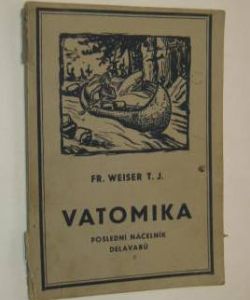 FR. WEISER T. J.
VATOMIKA
POSLEDNÍ NÁČELNÍK
DELAVARŮ